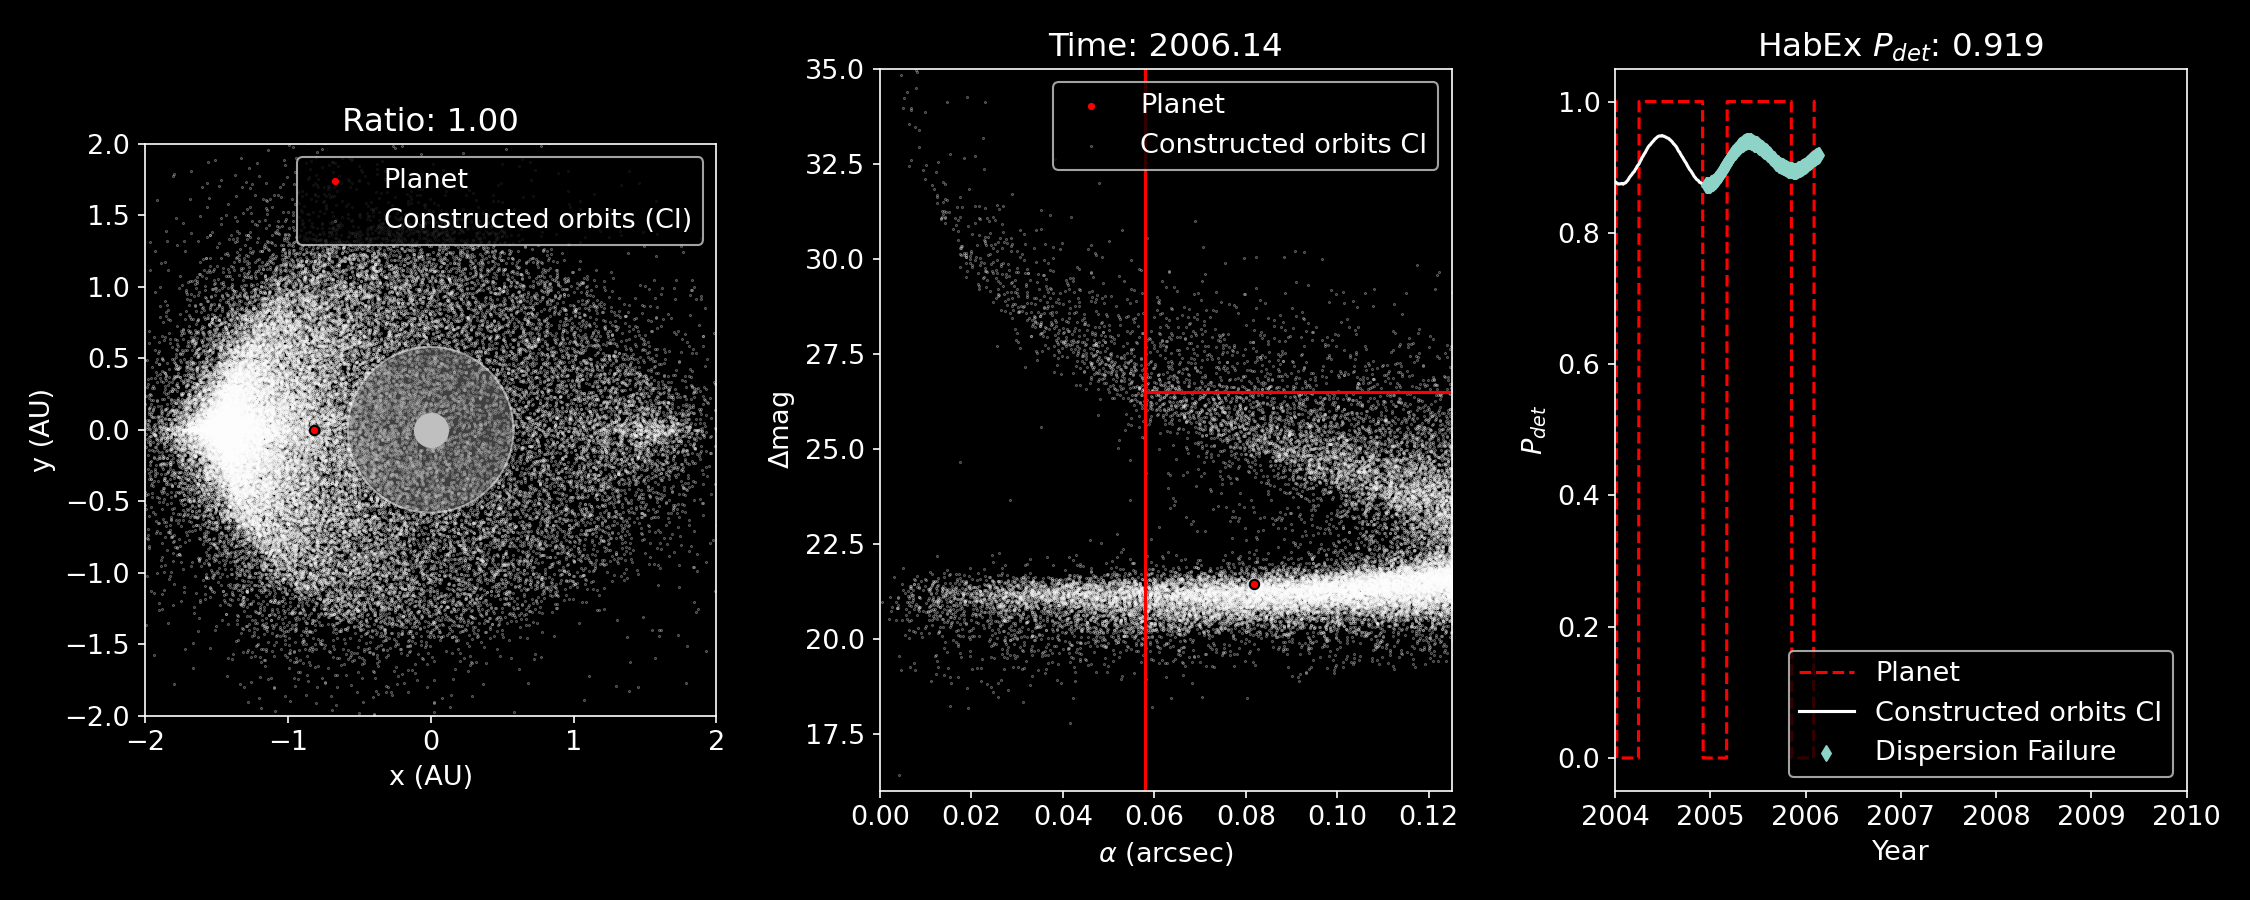 Ratio: 1.00
Planet
Constructed orbits (CI)
2.0
1.5
1.0
0.5
0.0
−0.5
−1.0
−1.5
−2.0
y (AU)
−2
−1
0
1
2
x (AU)
Time: 2006.14
Planet
Constructed orbits CI
35.0
32.5
30.0
27.5
25.0
22.5
20.0
17.5
Δmag
0.00
0.02
0.04
0.06
0.08
0.10
0.12
α (arcsec)
HabEx P_det: 0.919
1.0
0.8
0.6
0.4
0.2
0.0
P_det
Planet
Constructed orbits CI
Dispersion Failure
2004
2005
2006
2007
2008
2009
2010
Year